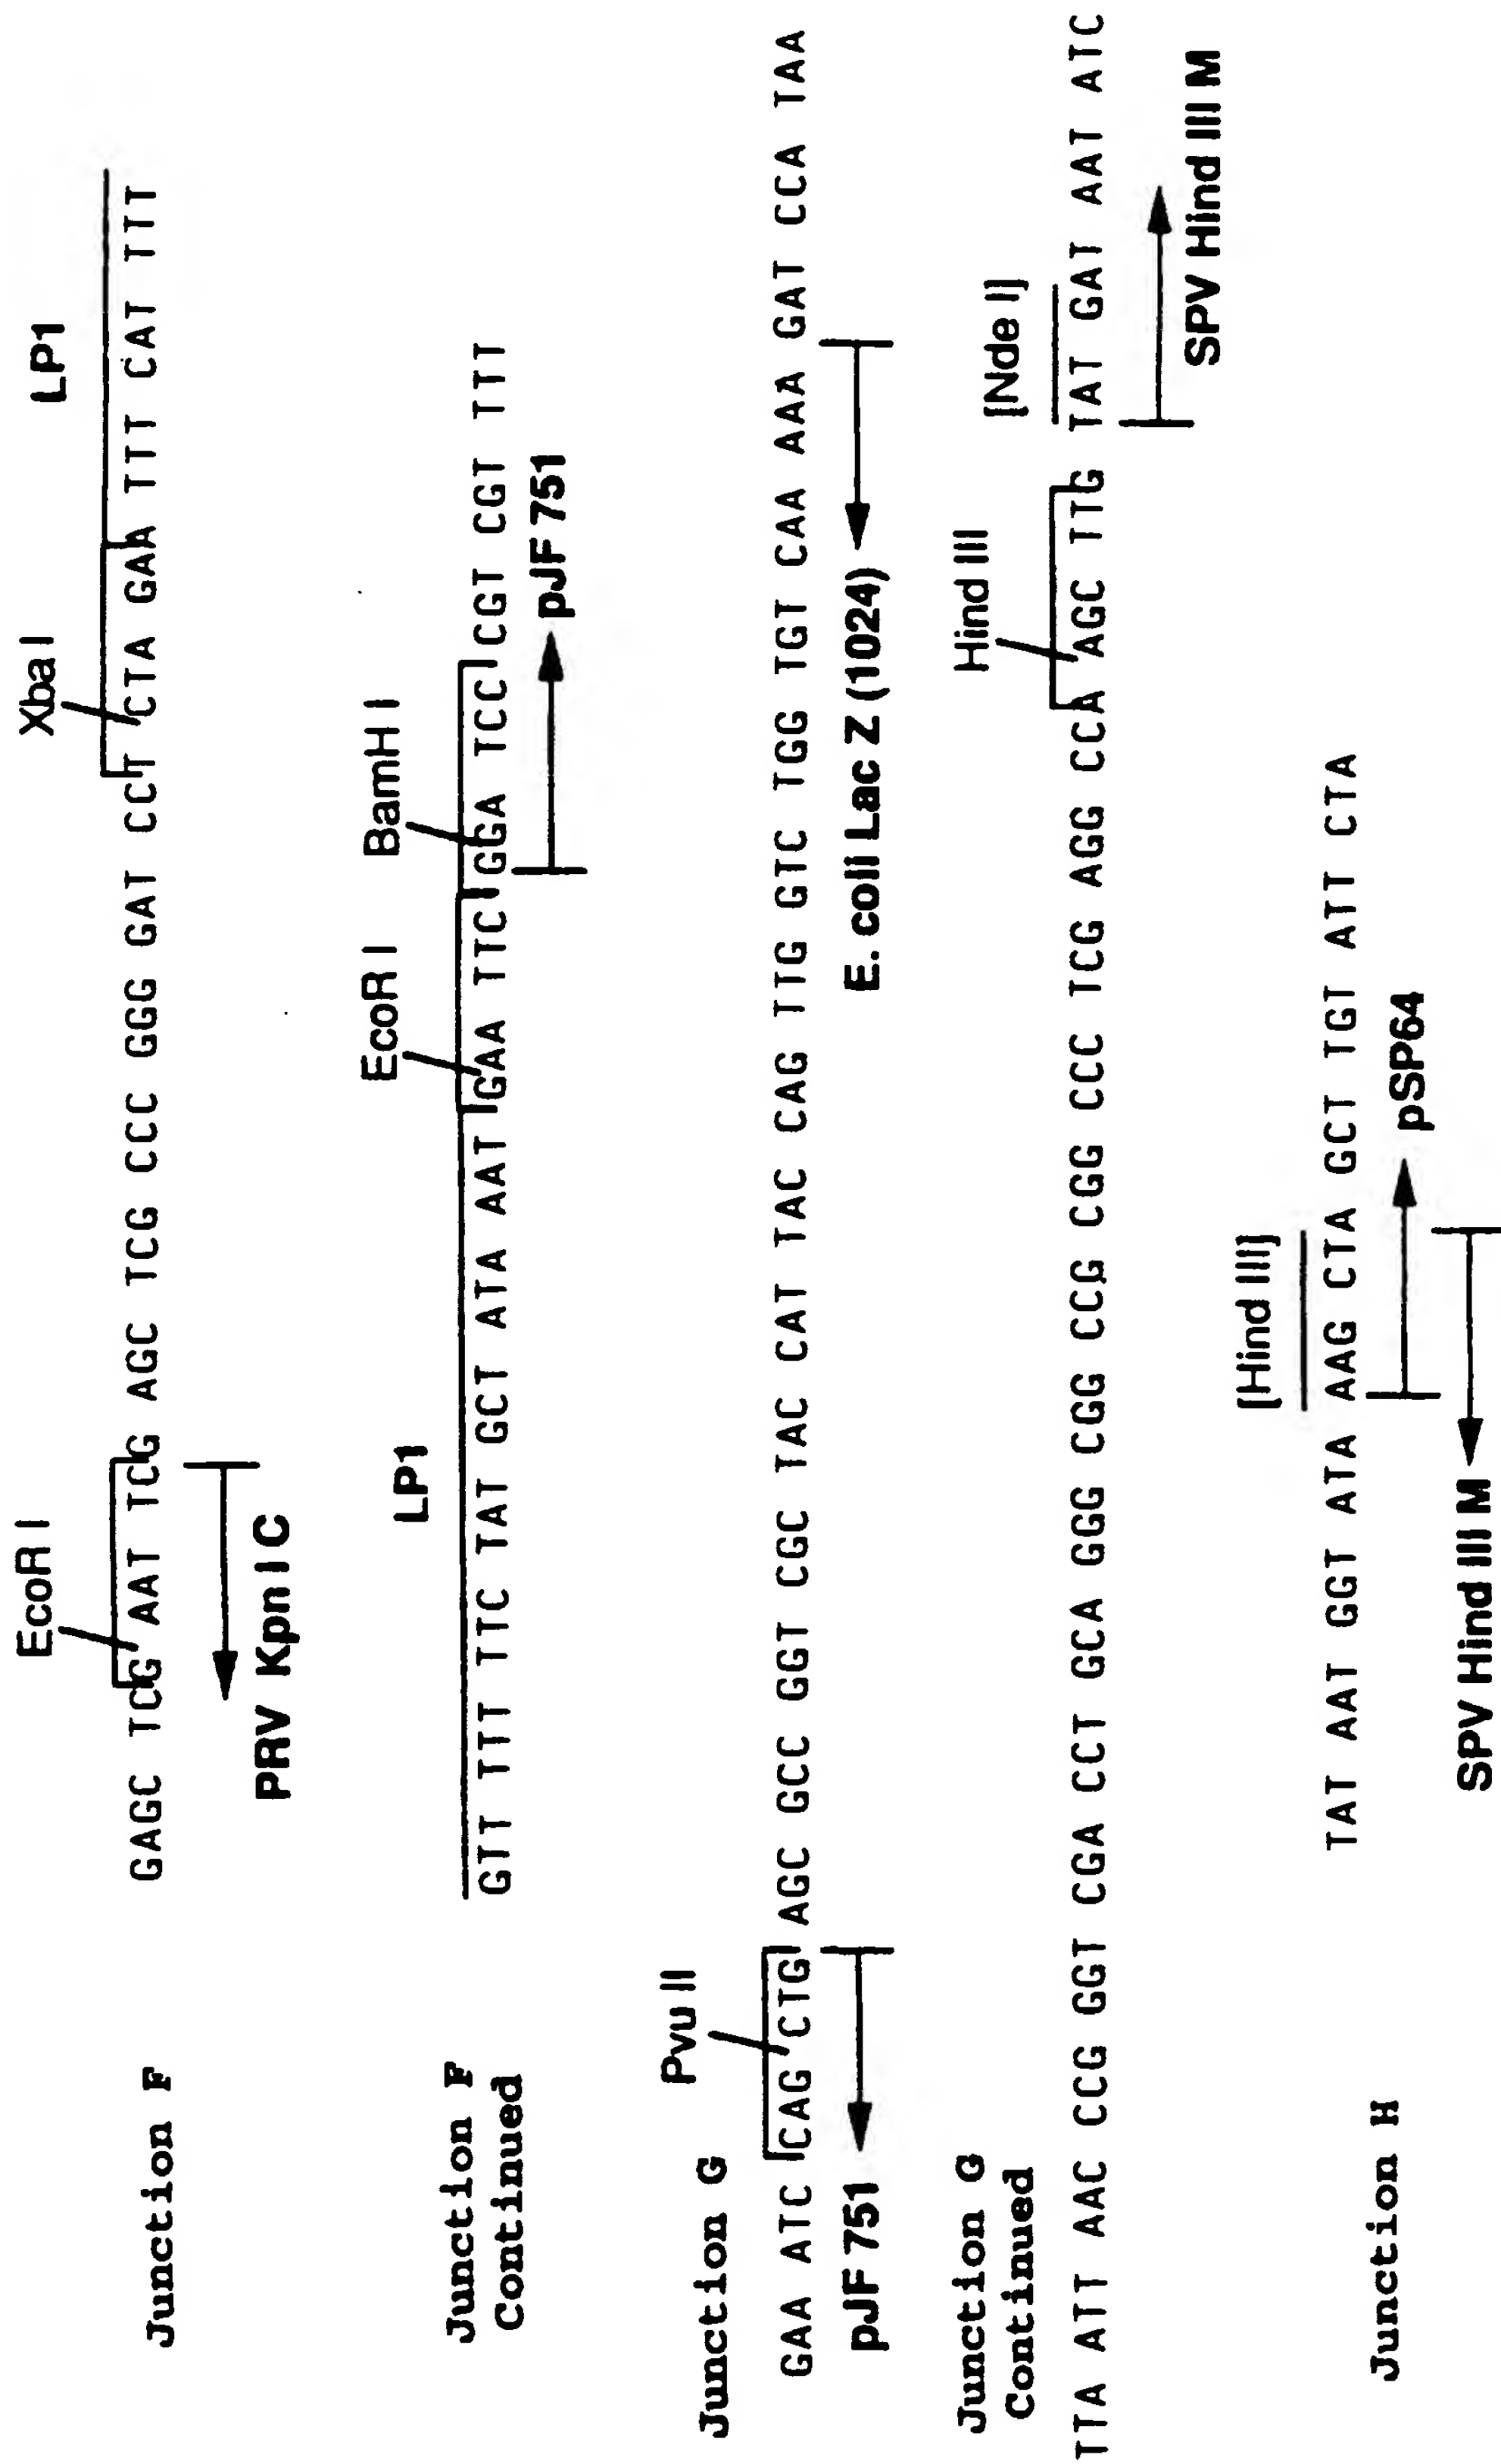 Junction F
EcoR I
Xba I
LP1
GAGC TCG AAT TCG AGC TCG CCC GGG GAT CCT CTA GAA TTT CAT TTT
PRV Kpn I C
Junction F
Continued
LP1
EcoR I
BamH I
GTT TTT TTC TAT GCT ATA AAT GAA TTC GGA TCC CGT CGT TTT
pJF 751
Junction G
Pvu II
GAA ATC CAG CTG AGC GCC GGT CGC TAC CAT TAC CAG TTG GTC TGG TGT CAA AAA GAT CCA TAA
pJF 751
E. coli Lac Z (1024)
Junction G
Continued
Hind III
[Nde I]
TTA ATT AAC CCG GGT CGA CCT GCA GGG CGG CCG CGG CCC TCG AGG CCA AGC TTG TAT GAT AAT ATC
SPV Hind III M
Junction H
[Hind III]
TAT AAT GGT ATA AAG CTA GCT TGT ATT CTA
pSP64
SPV Hind III M